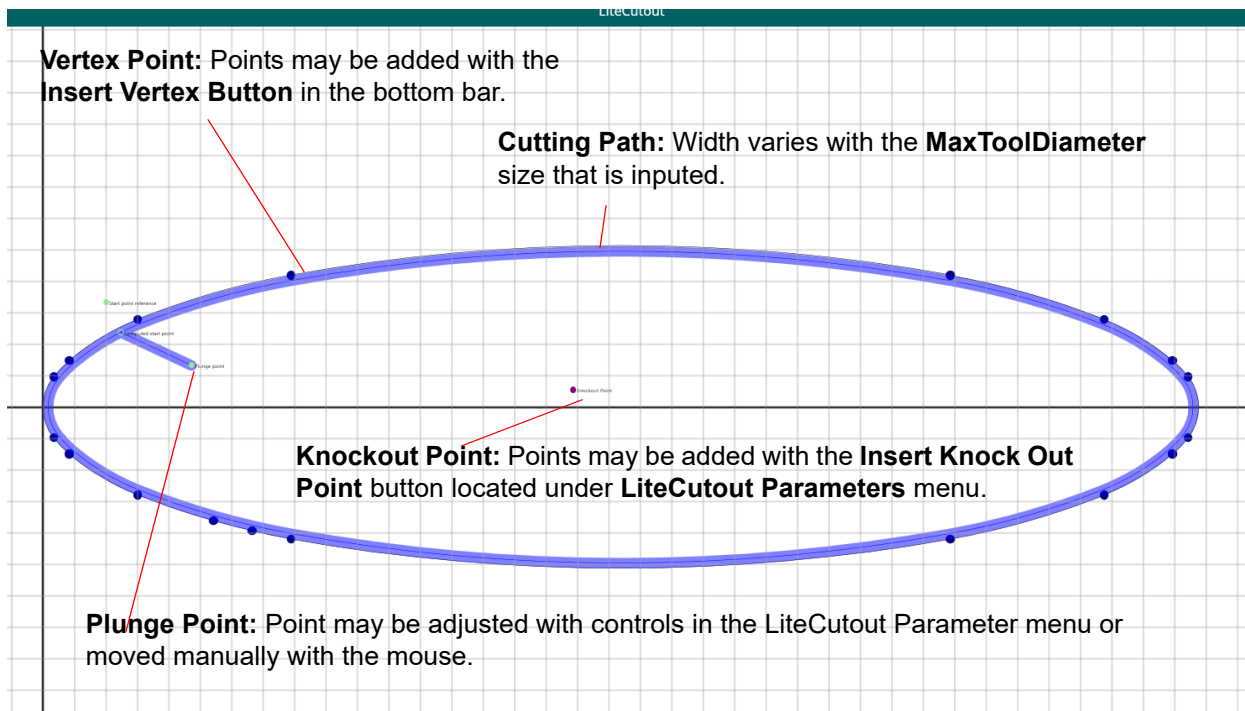 LiteCutout
Vertex Point: Points may be added with the
Insert Vertex Button in the bottom bar.
Cutting Path: Width varies with the MaxToolDiameter
size that is inputed.
Start point reference
Computed start point
Plunge point
Knockout Point
Knockout Point: Points may be added with the Insert Knock Out
Point button located under LiteCutout Parameters menu.
Plunge Point: Point may be adjusted with controls in the LiteCutout Parameter menu or
moved manually with the mouse.